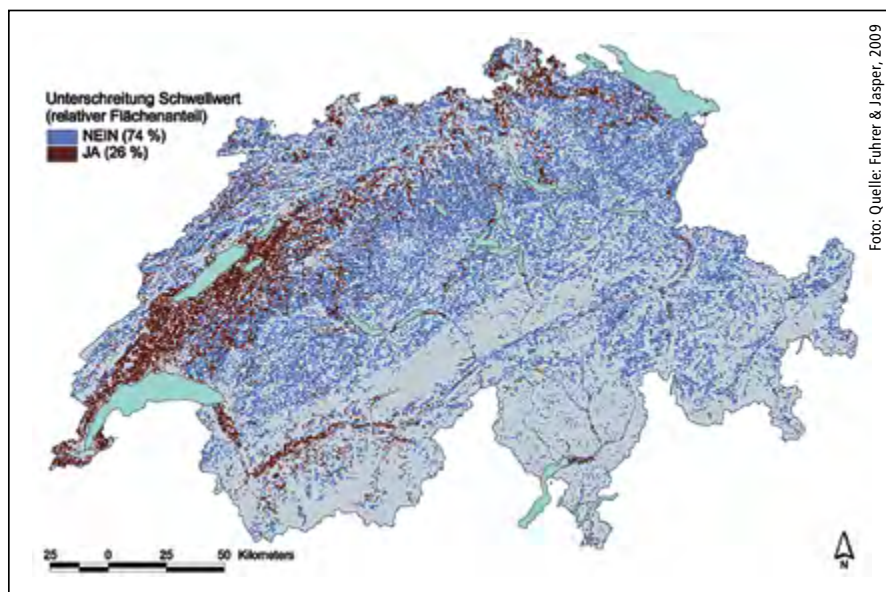 Unterschreitung Schwellwert
(relativer Flächenanteil)
NEIN (74 %)
JA (26 %)
25 0 25 50 Kilometers
N
Foto: Quelle: Fuhrer & Jasper, 2009